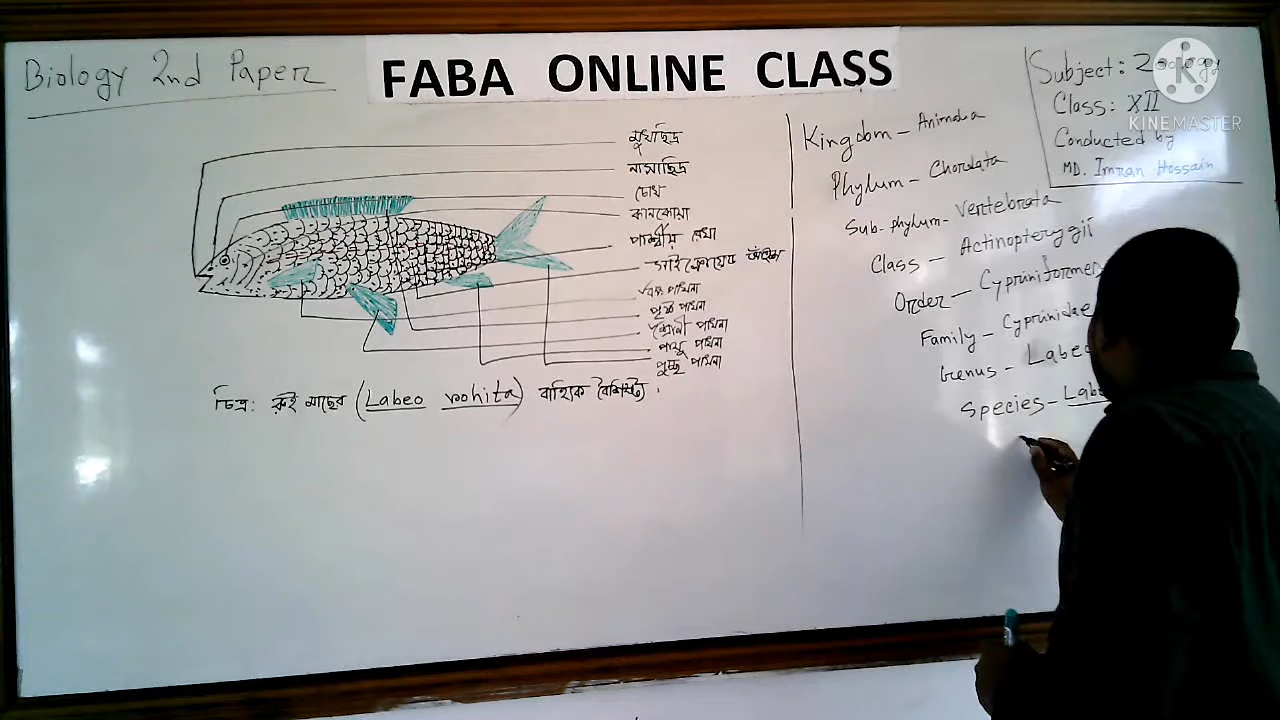 Biology 2nd Paper
FABA ONLINE CLASS
Subject: Zoology
Class: XII
Conducted by
MD. Imran Hossain
KINEMASTER
মুখছিদ্র
নাসাছিদ্র
চোখ
কানকোয়া
পার্শ্বীয় রেখা
সাইক্লোয়েড আঁইশ
বক্ষ পাখনা
পৃষ্ঠ পাখনা
শ্রোণী পাখনা
পায়ু পাখনা
পুচ্ছ পাখনা
চিত্র: রুই মাছের (Labeo rohita) বাহ্যিক বৈশিষ্ট্য।
Kingdom - Animalia
Phylum - Chordata
Sub-phylum - Vertebrata
Class - Actinopterygii
Order - Cypriniformes
Family - Cyprinidae
Genus - Labeo
Species - Labe